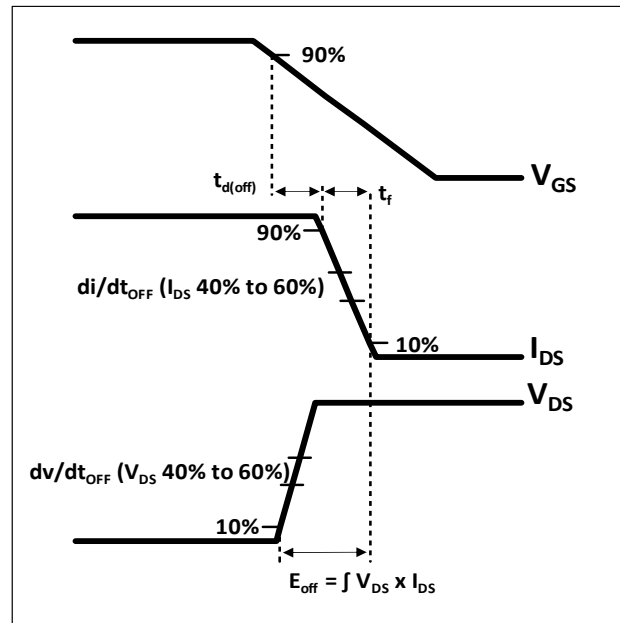 90%
V_GS
t_d(off)
t_f
90%
di/dt_OFF (I_DS 40% to 60%)
10%
I_DS
V_DS
dv/dt_OFF (V_DS 40% to 60%)
10%
E_off = ∫ V_DS x I_DS